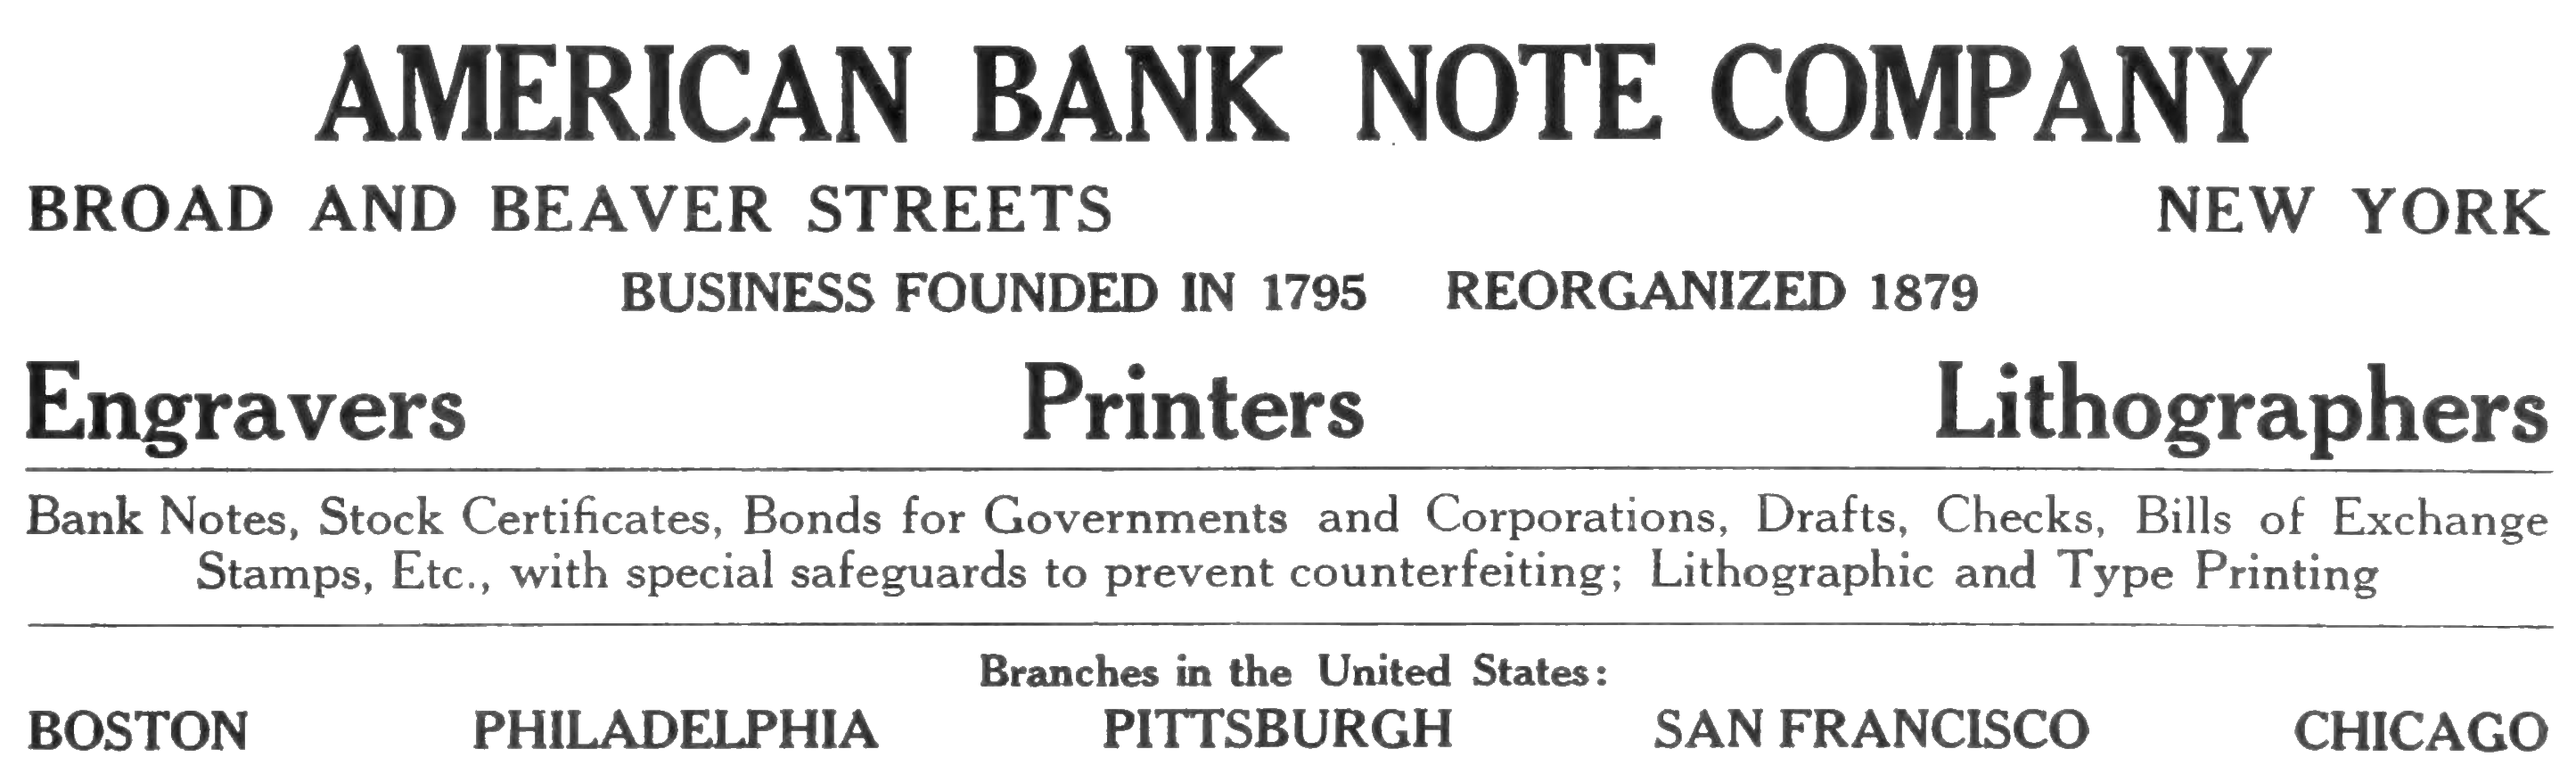 AMERICAN BANK NOTE COMPANY
BROAD AND BEAVER STREETS NEW YORK
BUSINESS FOUNDED IN 1795 REORGANIZED 1879
Engravers Printers Lithographers
Bank Notes, Stock Certificates, Bonds for Governments and Corporations, Drafts, Checks, Bills of Exchange
Stamps, Etc., with special safeguards to prevent counterfeiting; Lithographic and Type Printing
Branches in the United States:
BOSTON PHILADELPHIA PITTSBURGH SAN FRANCISCO CHICAGO